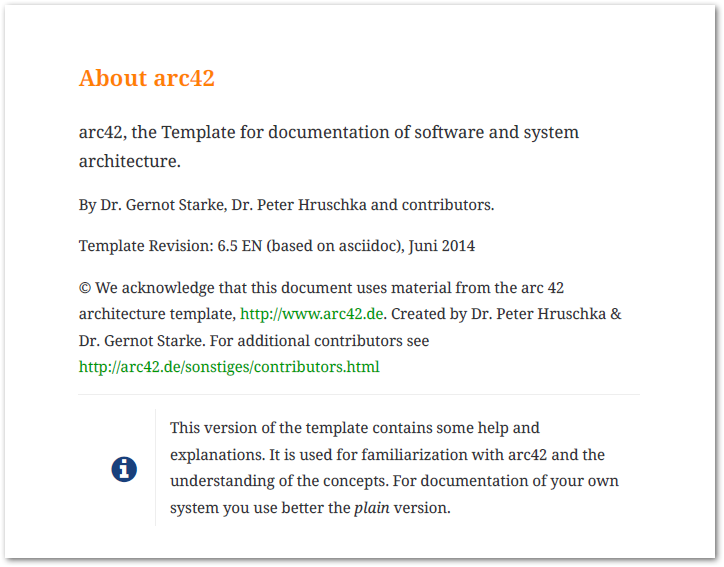 About arc42
arc42, the Template for documentation of software and system
architecture.
By Dr. Gernot Starke, Dr. Peter Hruschka and contributors.
Template Revision: 6.5 EN (based on asciidoc), Juni 2014
© We acknowledge that this document uses material from the arc 42
architecture template, http://www.arc42.de. Created by Dr. Peter Hruschka &
Dr. Gernot Starke. For additional contributors see
http://arc42.de/sonstiges/contributors.html
This version of the template contains some help and
explanations. It is used for familiarization with arc42 and the
understanding of the concepts. For documentation of your own
system you use better the plain version.